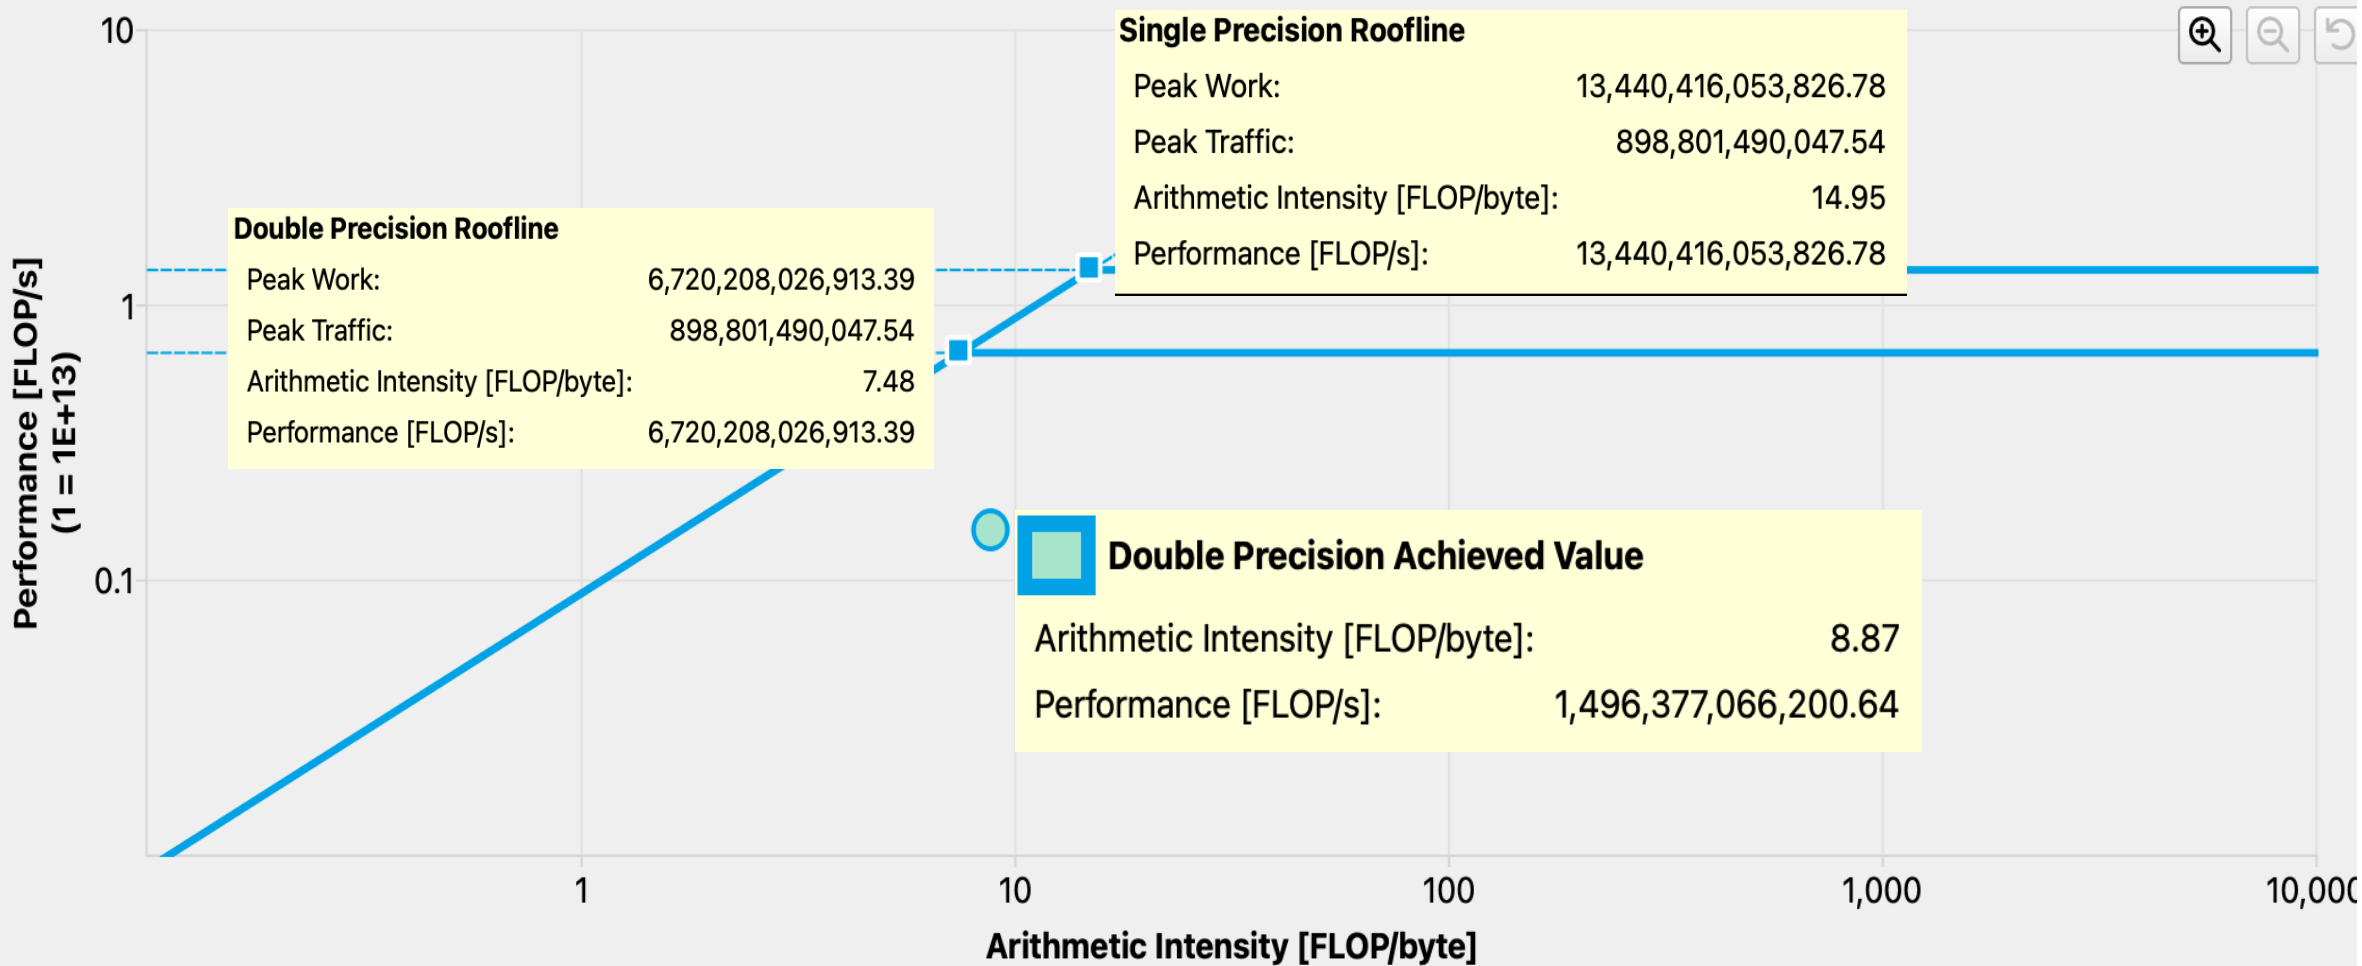 10
1
0.1
Performance [FLOP/s]
(1 = 1E+13)
Single Precision Roofline
Peak Work: 13,440,416,053,826.78
Peak Traffic: 898,801,490,047.54
Arithmetic Intensity [FLOP/byte]: 14.95
Performance [FLOP/s]: 13,440,416,053,826.78
Double Precision Roofline
Peak Work: 6,720,208,026,913.39
Peak Traffic: 898,801,490,047.54
Arithmetic Intensity [FLOP/byte]: 7.48
Performance [FLOP/s]: 6,720,208,026,913.39
Double Precision Achieved Value
Arithmetic Intensity [FLOP/byte]: 8.87
Performance [FLOP/s]: 1,496,377,066,200.64
1 10 100 1,000 10,000
Arithmetic Intensity [FLOP/byte]